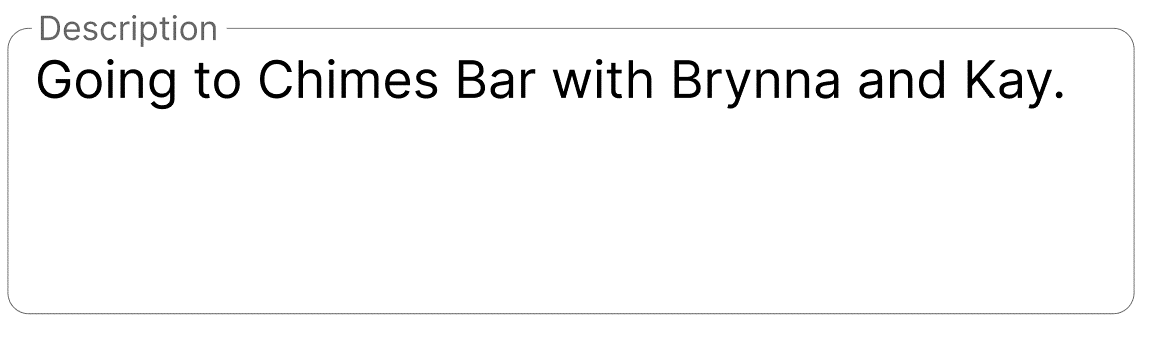 Description
Going to Chimes Bar with Brynna and Kay.